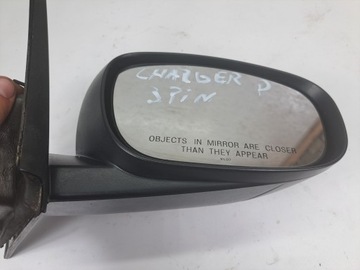 CHARGER P
3PIN
OBJECTS IN MIRROR ARE CLOSER
THAN THEY APPEAR